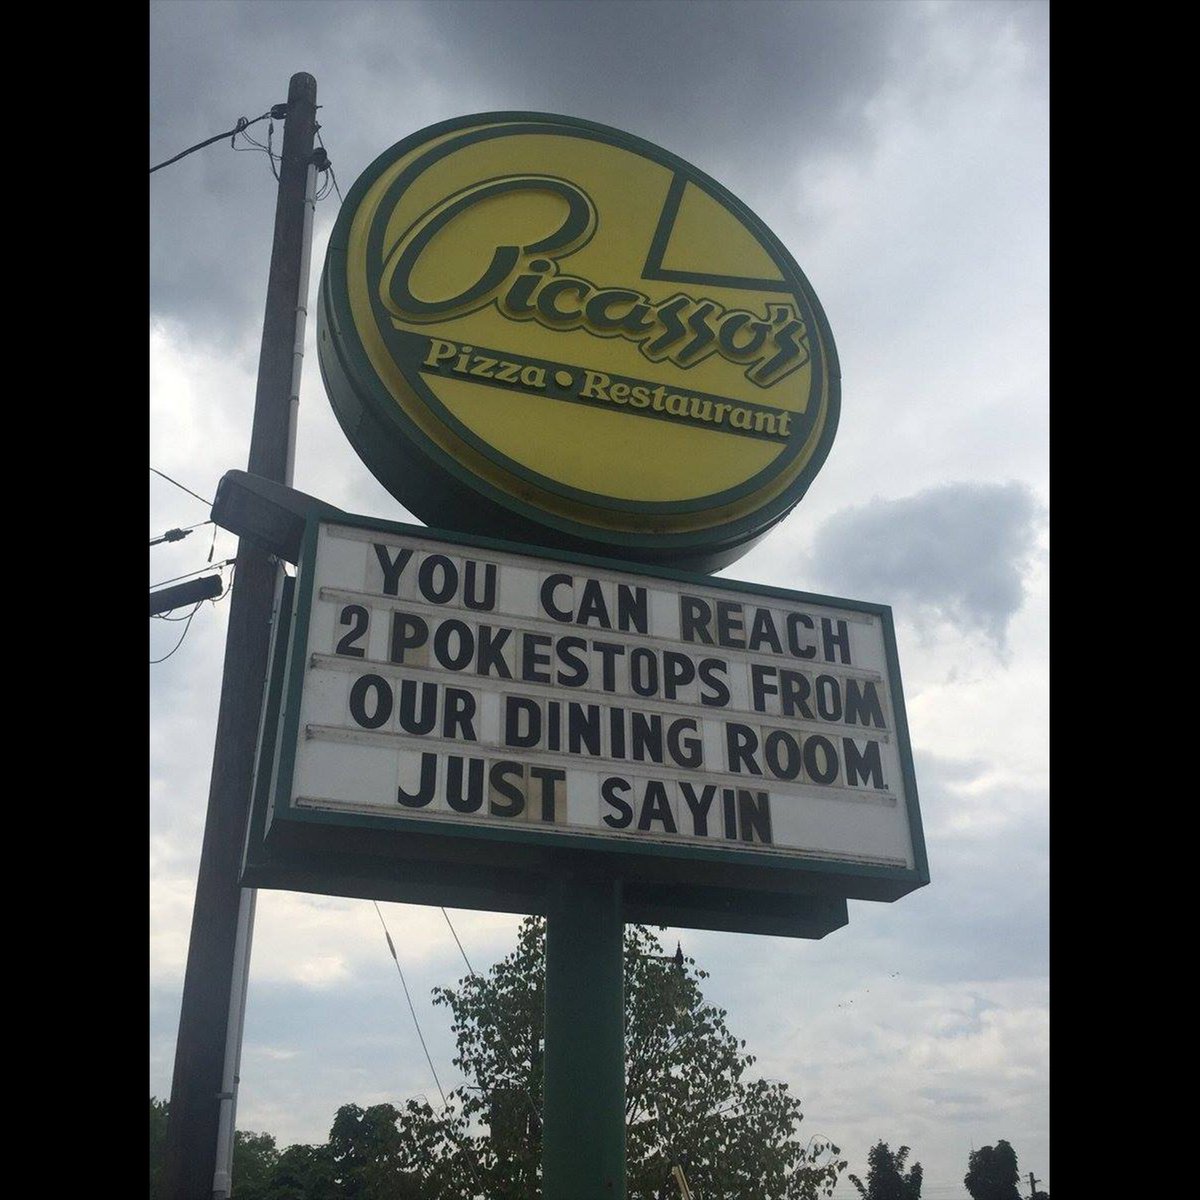 Picasso's
Pizza • Restaurant
YOU CAN REACH
2 POKESTOPS FROM
OUR DINING ROOM.
JUST SAYIN